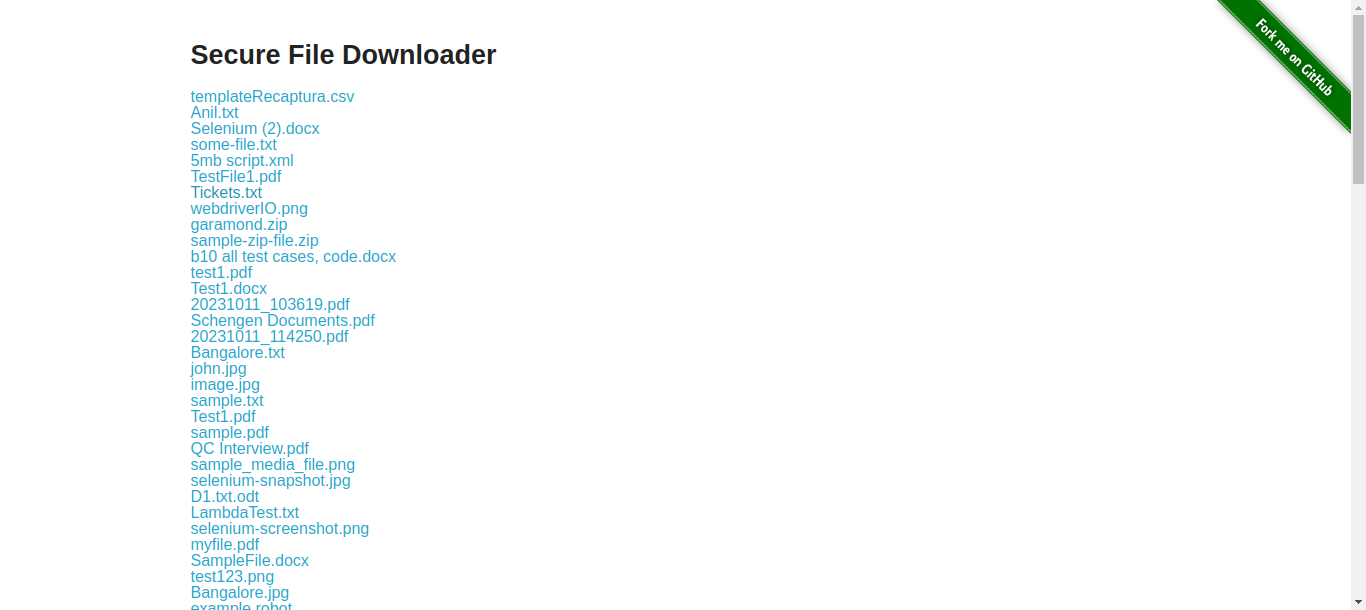 Secure File Downloader
Fork me on GitHub
templateRecaptura.csv
Anil.txt
Selenium (2).docx
some-file.txt
5mb script.xml
TestFile1.pdf
Tickets.txt
webdriverIO.png
garamond.zip
sample-zip-file.zip
b10 all test cases, code.docx
test1.pdf
Test1.docx
20231011_103619.pdf
Schengen Documents.pdf
20231011_114250.pdf
Bangalore.txt
john.jpg
image.jpg
sample.txt
Test1.pdf
sample.pdf
QC Interview.pdf
sample_media_file.png
selenium-snapshot.jpg
D1.txt.odt
LambdaTest.txt
selenium-screenshot.png
myfile.pdf
SampleFile.docx
test123.png
Bangalore.jpg
example.robot